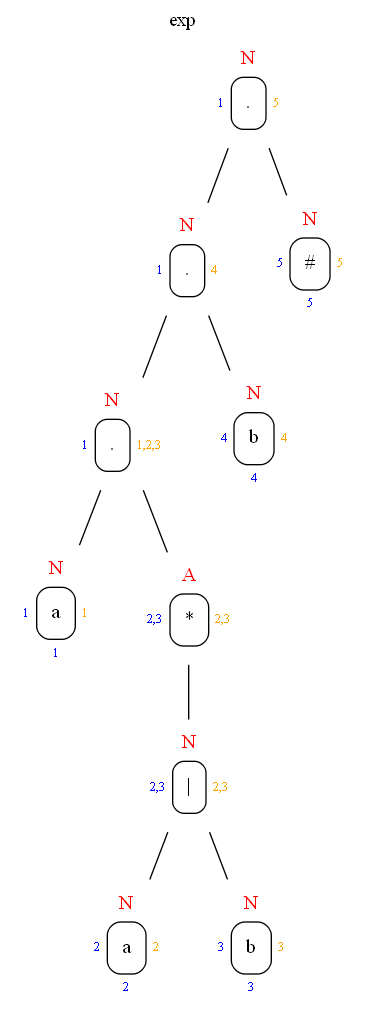 exp
N
1 . 5
N
1 . 4
N
5 # 5
5
N
1 . 1,2,3
N
4 b 4
4
N
1 a 1
1
A
2,3 * 2,3
N
2,3 | 2,3
N
2 a 2
2
N
3 b 3
3